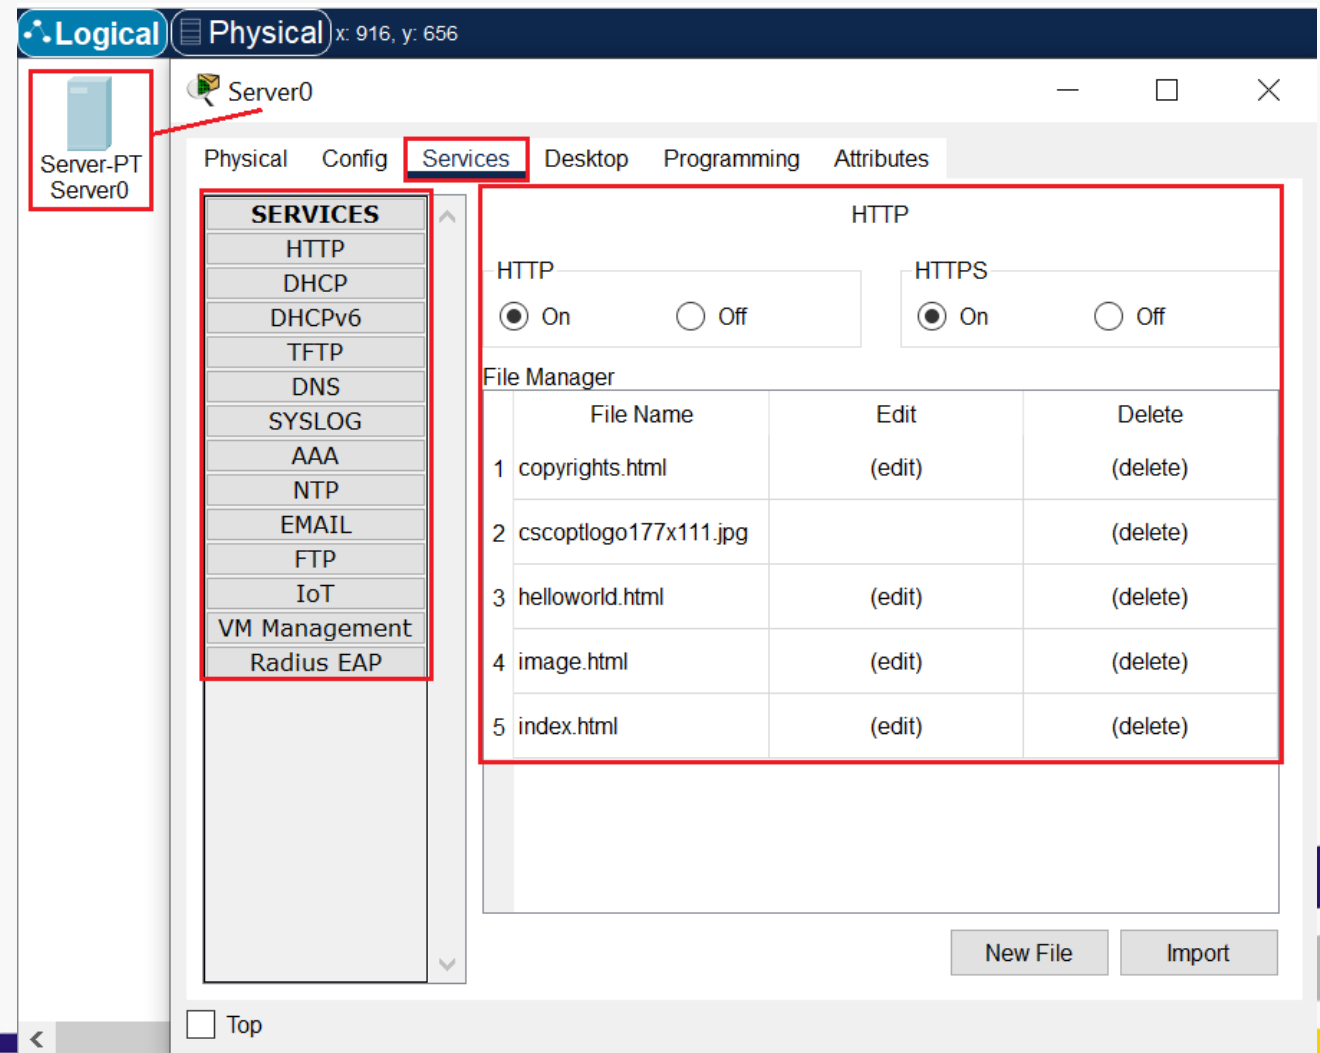 Logical Physical x: 916, y: 656
Server-PT
Server0
Server0
Physical Config Services Desktop Programming Attributes
SERVICES
HTTP
DHCP
DHCPv6
TFTP
DNS
SYSLOG
AAA
NTP
EMAIL
FTP
IoT
VM Management
Radius EAP
HTTP
HTTP HTTPS
On Off On Off
File Manager
File Name Edit Delete
1 copyrights.html (edit) (delete)
2 cscoptlogo177x111.jpg (delete)
3 helloworld.html (edit) (delete)
4 image.html (edit) (delete)
5 index.html (edit) (delete)
New File Import
Top